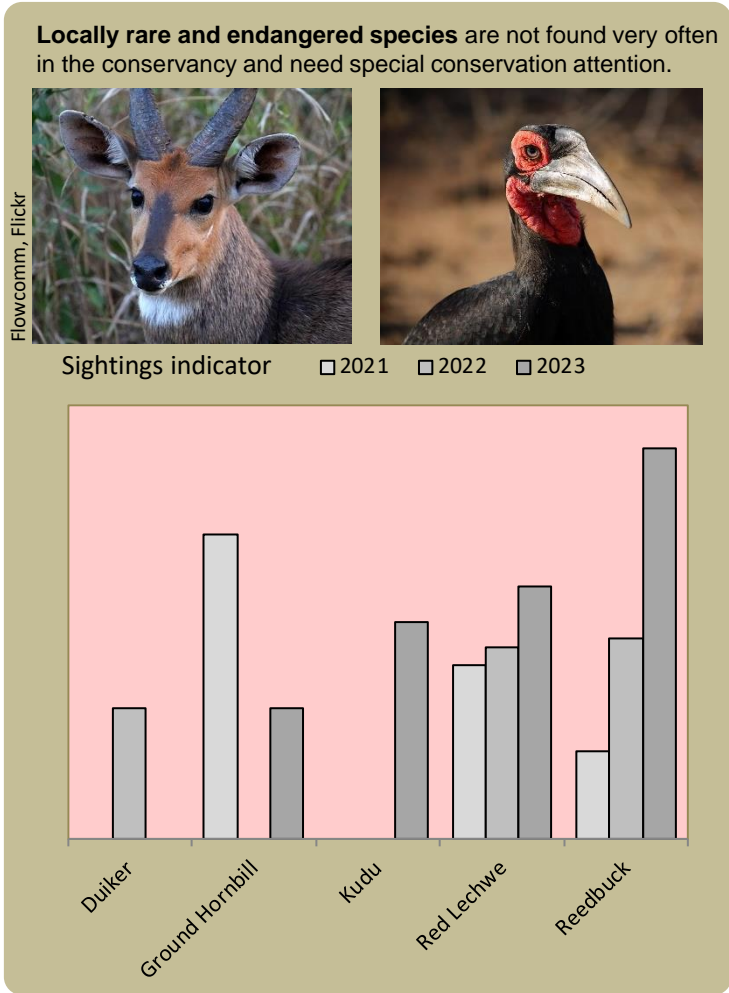 Locally rare and endangered species are not found very often
in the conservancy and need special conservation attention.
Flowcomm, Flickr
Sightings indicator 2021 2022 2023
Duiker
Ground Hornbill
Kudu
Red Lechwe
Reedbuck